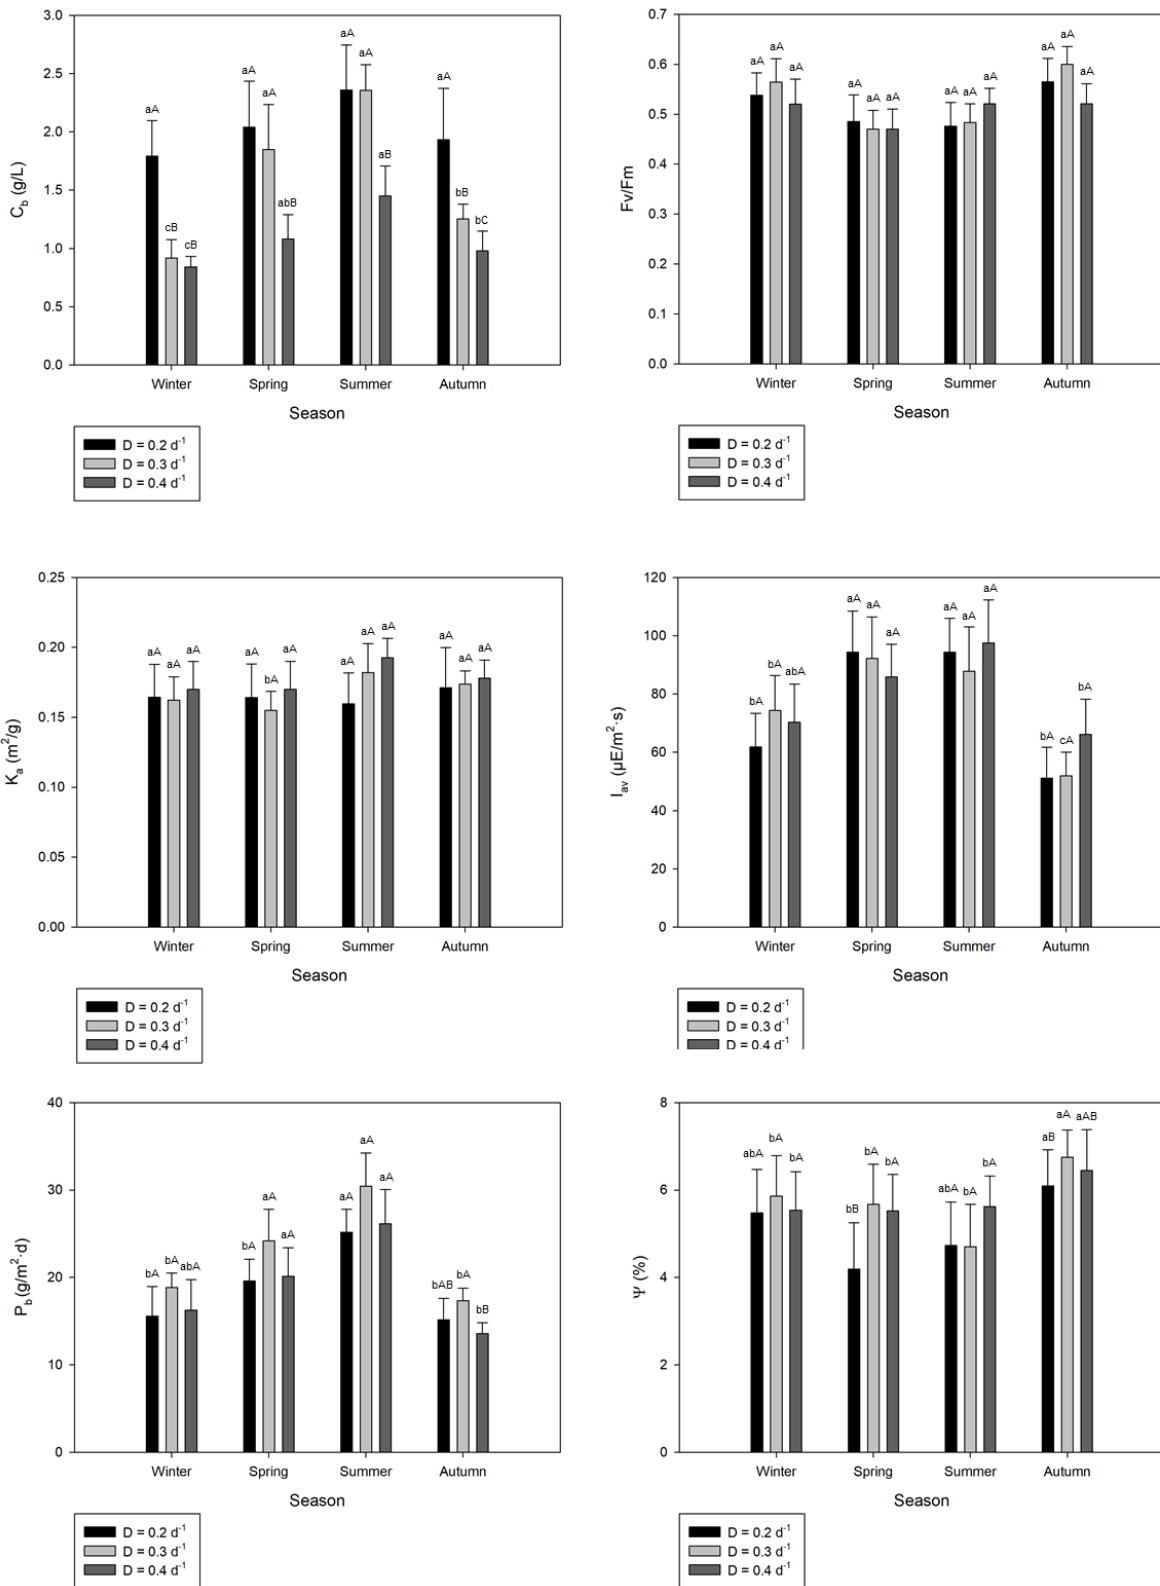 3.0
2.5
2.0
1.5
1.0
0.5
0.0
C_b (g/L)
aA
cB
cB
aA
aA
abB
aA
aA
aB
aA
bB
bC
Winter Spring Summer Autumn
Season
D = 0.2 d⁻¹
D = 0.3 d⁻¹
D = 0.4 d⁻¹
0.7
0.6
0.5
0.4
0.3
0.2
0.1
0.0
Fv/Fm
aA
aA
aA
aA
aA
aA
aA
aA
aA
aA
aA
aA
Winter Spring Summer Autumn
Season
D = 0.2 d⁻¹
D = 0.3 d⁻¹
D = 0.4 d⁻¹
0.25
0.20
0.15
0.10
0.05
0.00
K_a (m²/g)
aA
aA
aA
aA
bA
aA
aA
aA
aA
aA
aA
aA
Winter Spring Summer Autumn
Season
D = 0.2 d⁻¹
D = 0.3 d⁻¹
D = 0.4 d⁻¹
120
100
80
60
40
20
0
I_av (µE/m²·s)
bA
bA
abA
aA
aA
aA
aA
aA
aA
bA
cA
bA
Winter Spring Summer Autumn
Season
D = 0.2 d⁻¹
D = 0.3 d⁻¹
D = 0.4 d⁻¹
40
30
20
10
0
P_b (g/m²·d)
bA
bA
abA
bA
aA
aA
aA
aA
aA
bAB
bA
bB
Winter Spring Summer Autumn
Season
D = 0.2 d⁻¹
D = 0.3 d⁻¹
D = 0.4 d⁻¹
8
6
4
2
0
Ψ (%)
abA
bA
bA
bB
bA
bA
abA
bA
bA
aB
aA
aAB
Winter Spring Summer Autumn
Season
D = 0.2 d⁻¹
D = 0.3 d⁻¹
D = 0.4 d⁻¹